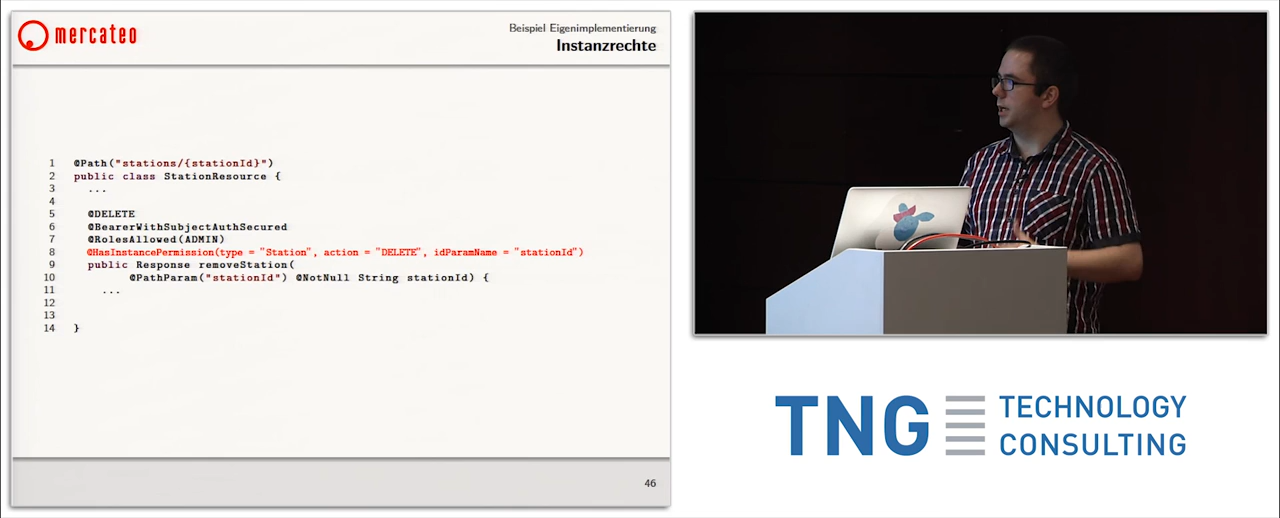 mercateo
Beispiel Eigenimplementierung
Instanzrechte
1 @Path("stations/{stationId}")
2 public class StationResource {
3 ...
4
5 @DELETE
6 @BearerWithSubjectAuthSecured
7 @RolesAllowed(ADMIN)
8 @HasInstancePermission(type = "Station", action = "DELETE", idParamName = "stationId")
9 public Response removeStation(
10 @PathParam("stationId") @NotNull String stationId) {
11 ...
12
13
14 }
46
TNG TECHNOLOGY
CONSULTING